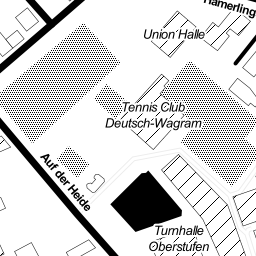 Hamerling
Union Halle
Tennis Club
Deutsch-Wagram
Auf der Heide
Turnhalle
Oberstufen